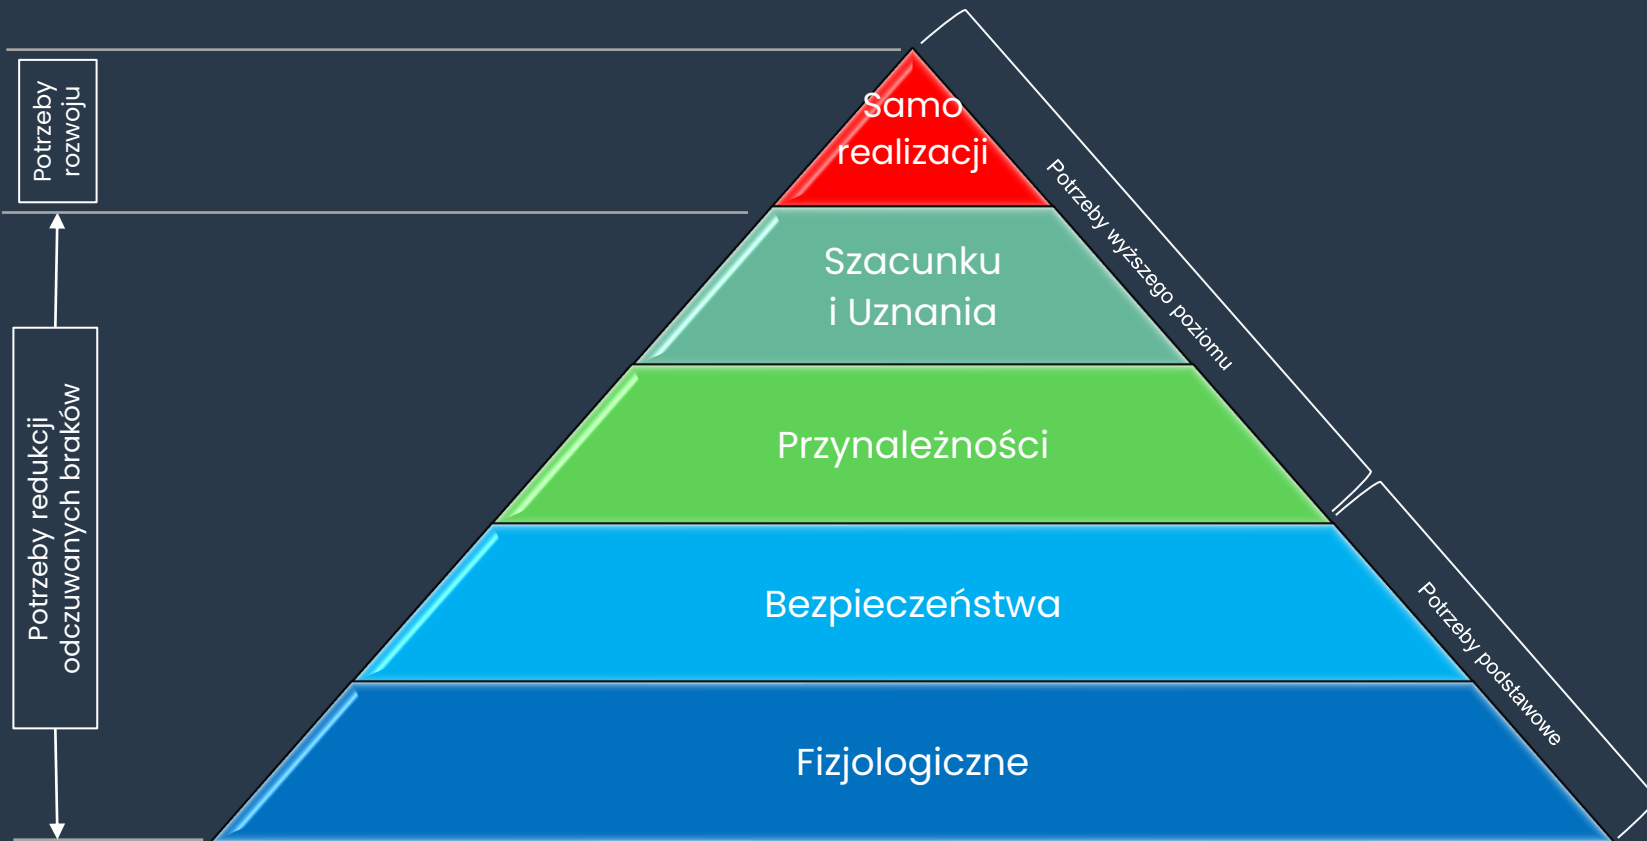 Potrzeby
rozwoju
Potrzeby redukcji
odczuwanych braków
Samo
realizacji
Szacunku
i Uznania
Przynależności
Bezpieczeństwa
Fizjologiczne
Potrzeby wyższego poziomu
Potrzeby podstawowe